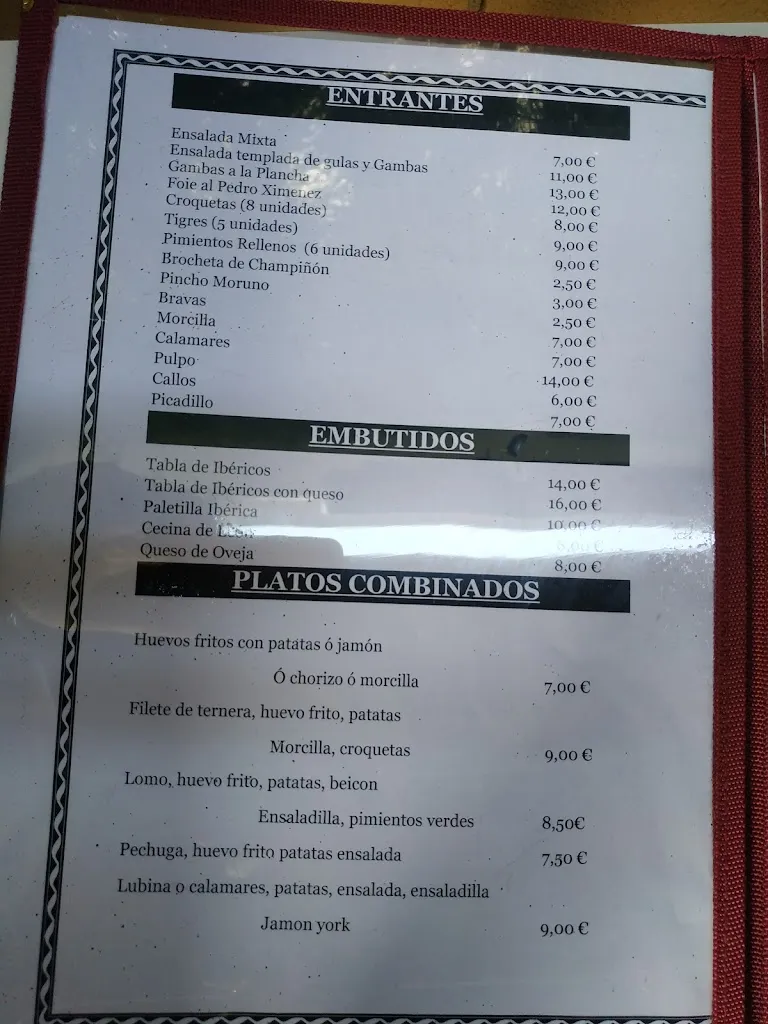 ENTRANTES
Ensalada Mixta 7,00 €
Ensalada templada de gulas y Gambas 11,00 €
Gambas a la Plancha 13,00 €
Foie al Pedro Ximenez 12,00 €
Croquetas (8 unidades) 8,00 €
Tigres (5 unidades) 9,00 €
Pimientos Rellenos (6 unidades) 9,00 €
Brocheta de Champiñón 2,50 €
Pincho Moruno 3,00 €
Bravas 2,50 €
Morcilla 7,00 €
Calamares 7,00 €
Pulpo 14,00 €
Callos 6,00 €
Picadillo 7,00 €
EMBUTIDOS
Tabla de Ibéricos 14,00 €
Tabla de Ibéricos con queso 16,00 €
Paletilla Ibérica 10,00 €
Cecina de León
Queso de Oveja 8,00 €
PLATOS COMBINADOS
Huevos fritos con patatas ó jamón
Ó chorizo ó morcilla 7,00 €
Filete de ternera, huevo frito, patatas
Morcilla, croquetas 9,00 €
Lomo, huevo frito, patatas, beicon
Ensaladilla, pimientos verdes 8,50€
Pechuga, huevo frito patatas ensalada 7,50 €
Lubina o calamares, patatas, ensalada, ensaladilla
Jamon york 9,00 €